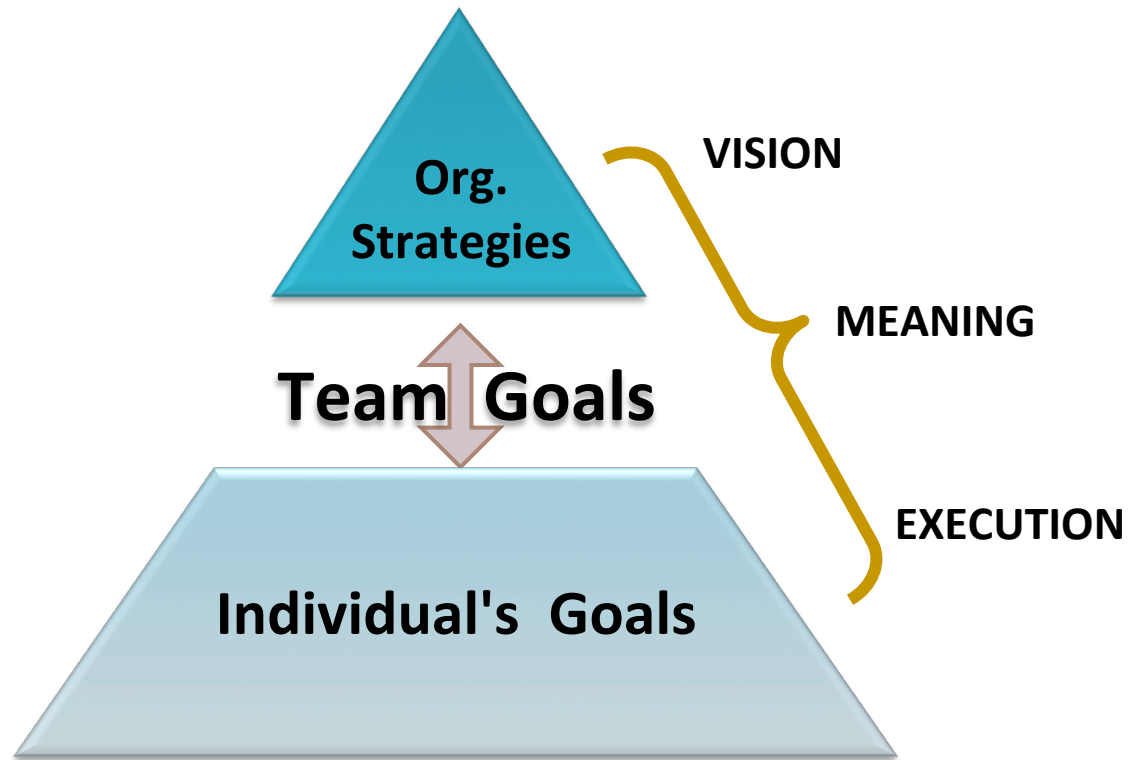 Org.
Strategies
VISION
MEANING
Team Goals
EXECUTION
Individual's Goals